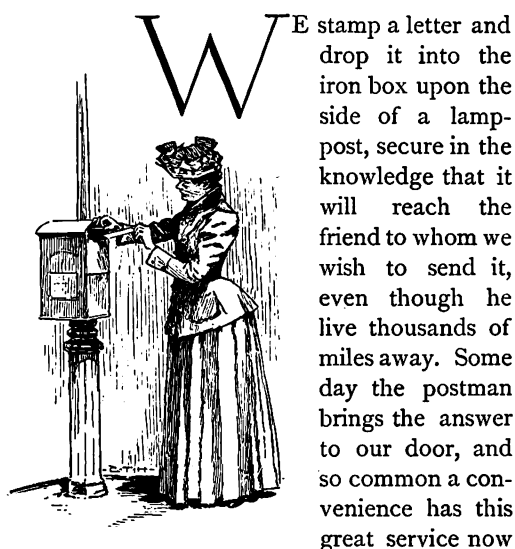 WE stamp a letter and
drop it into the
iron box upon the
side of a lamp-
post, secure in the
knowledge that it
will reach the
friend to whom we
wish to send it,
even though he
live thousands of
miles away. Some
day the postman
brings the answer
to our door, and
so common a con-
venience has this
great service now